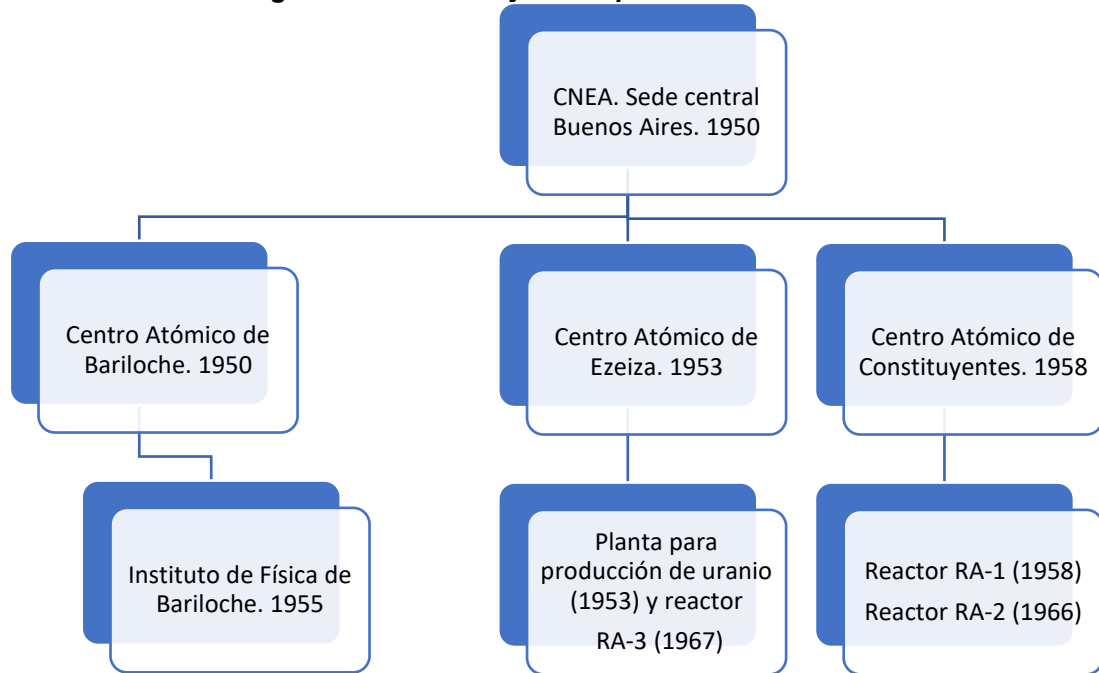 CNEA. Sede central
Buenos Aires. 1950
Centro Atómico de
Bariloche. 1950
Centro Atómico de
Ezeiza. 1953
Centro Atómico de
Constituyentes. 1958
Instituto de Física de
Bariloche. 1955
Planta para
producción de uranio
(1953) y reactor
RA-3 (1967)
Reactor RA-1 (1958)
Reactor RA-2 (1966)